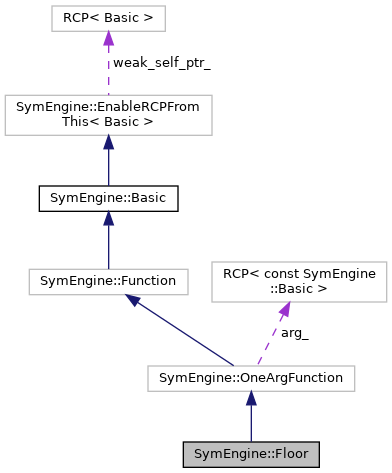 RCP< Basic >
weak_self_ptr_
SymEngine::EnableRCPFrom
This< Basic >
SymEngine::Basic
SymEngine::Function
RCP< const SymEngine
::Basic >
arg_
SymEngine::OneArgFunction
SymEngine::Floor